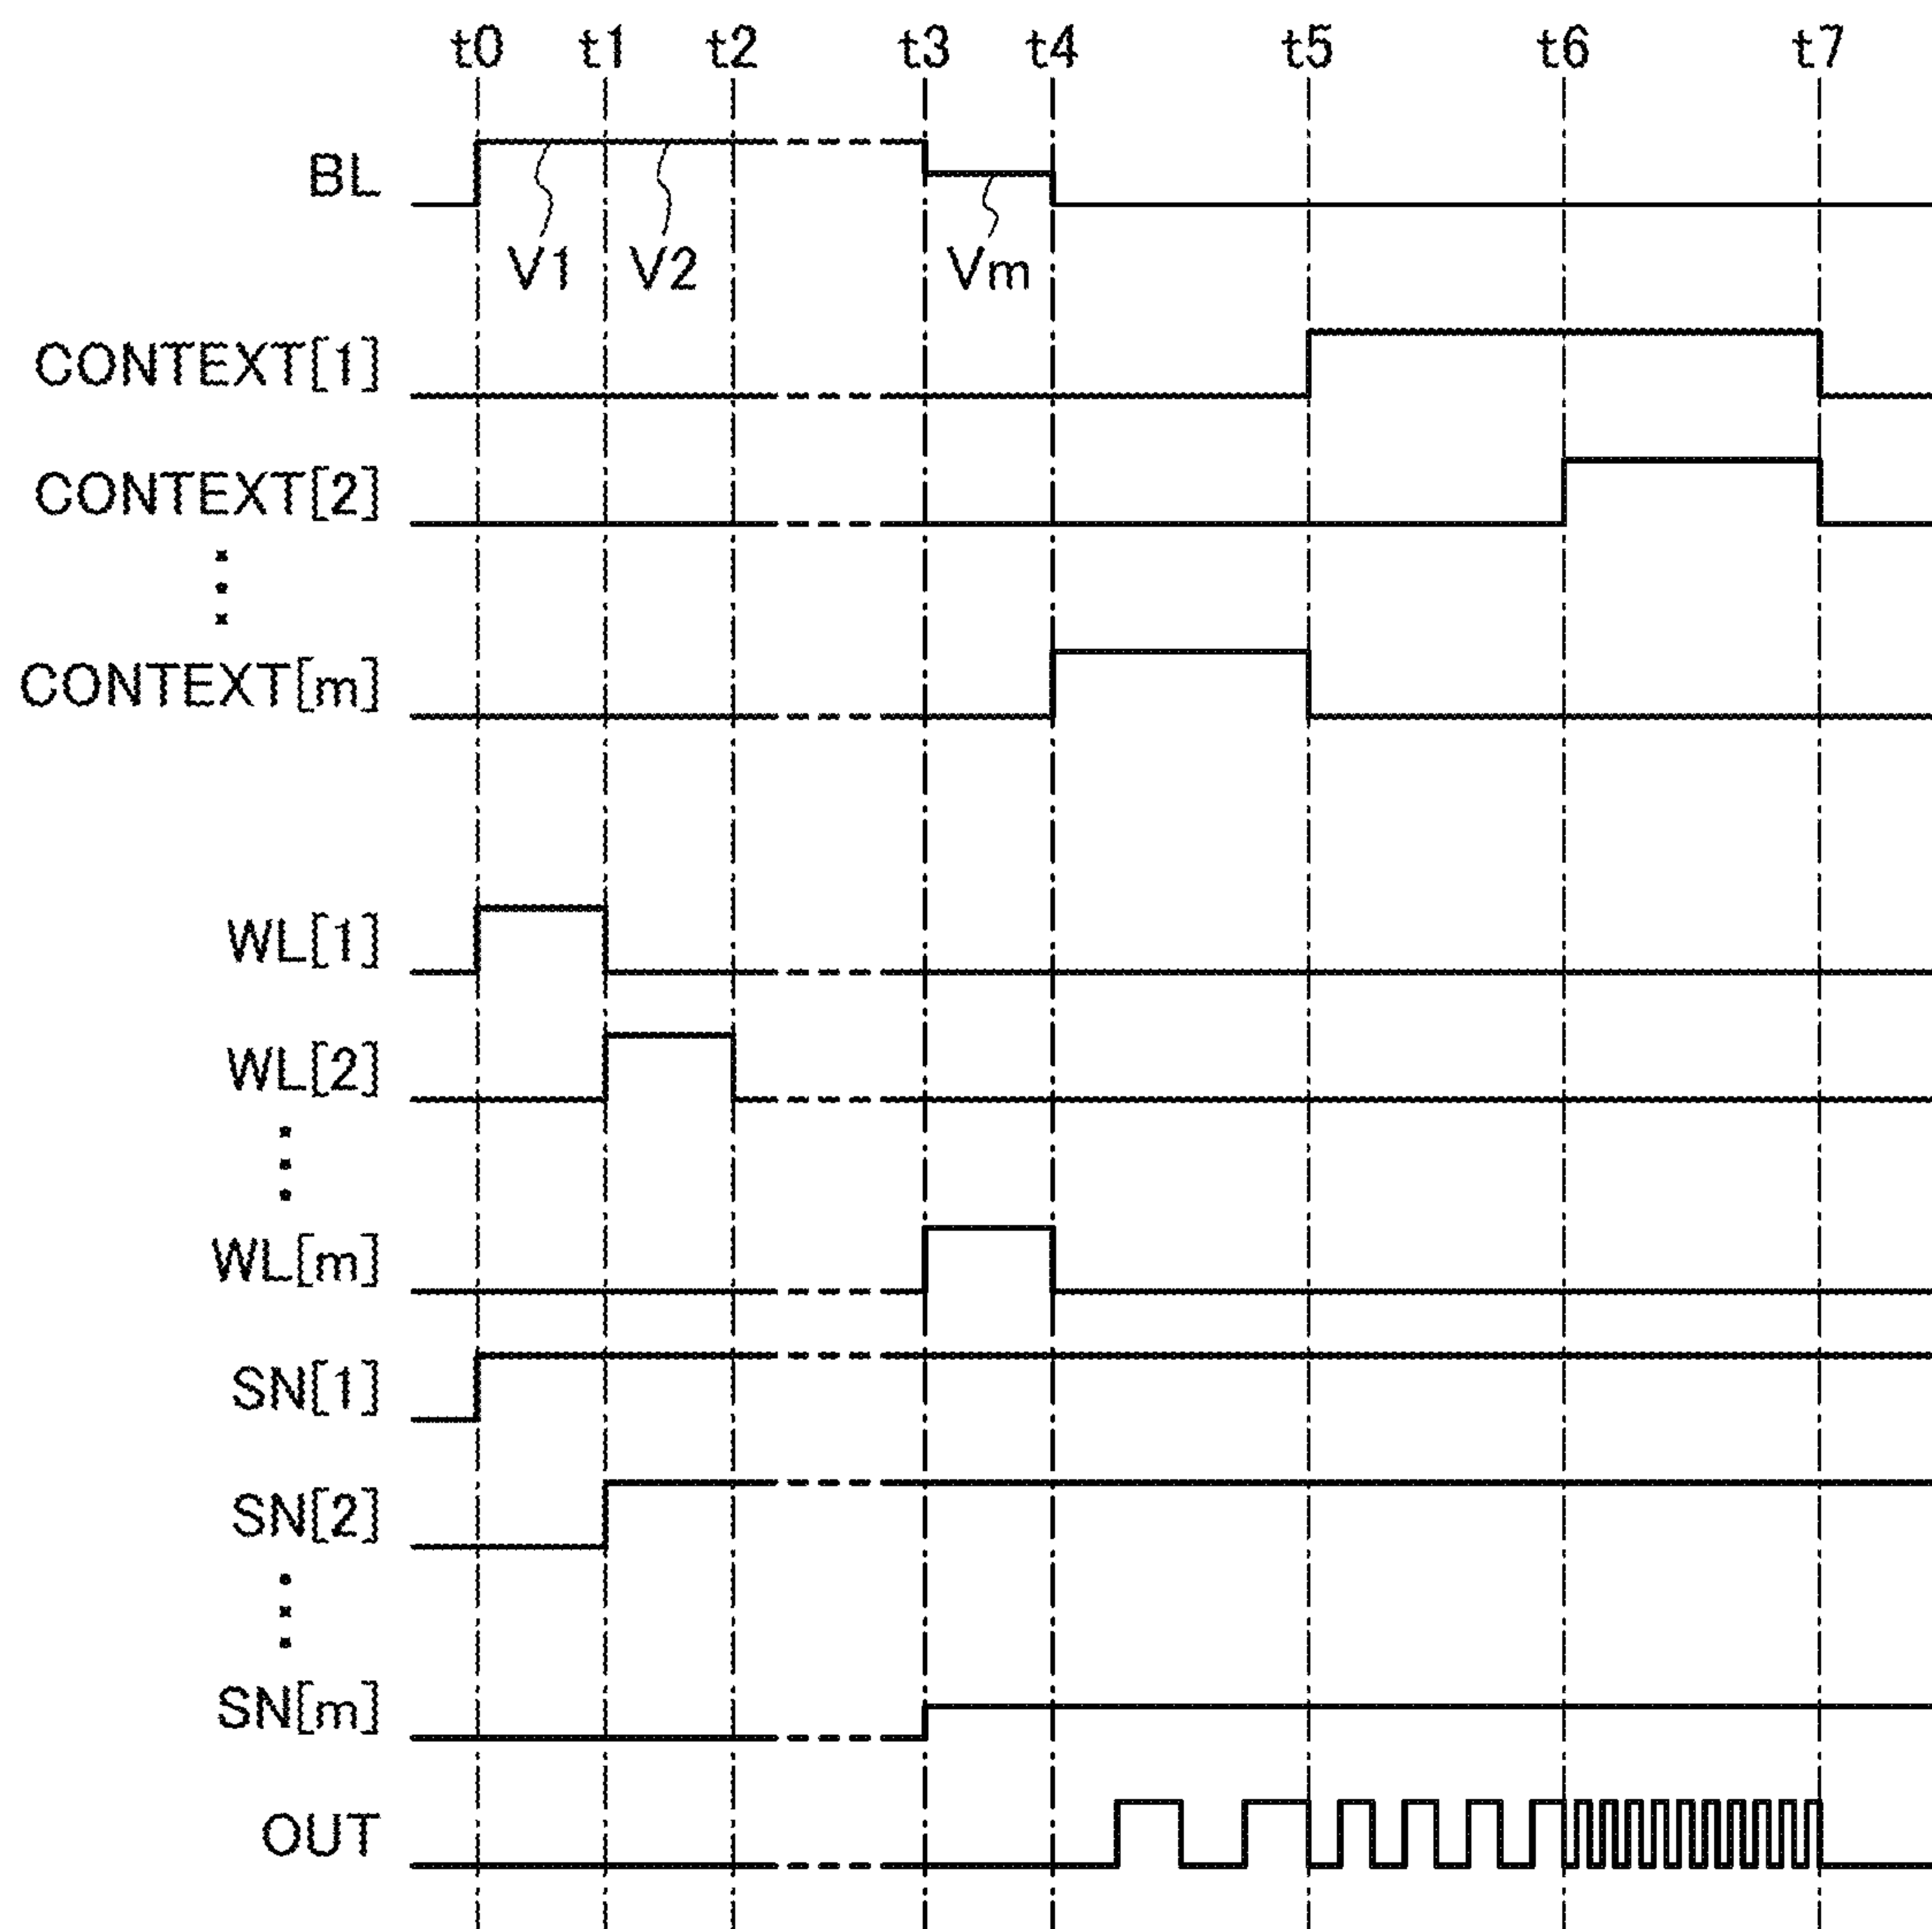 t0 t1 t2 t3 t4 t5 t6 t7
BL
V1 V2 Vm
CONTEXT[1]
CONTEXT[2]
CONTEXT[m]
WL[1]
WL[2]
WL[m]
SN[1]
SN[2]
SN[m]
OUT